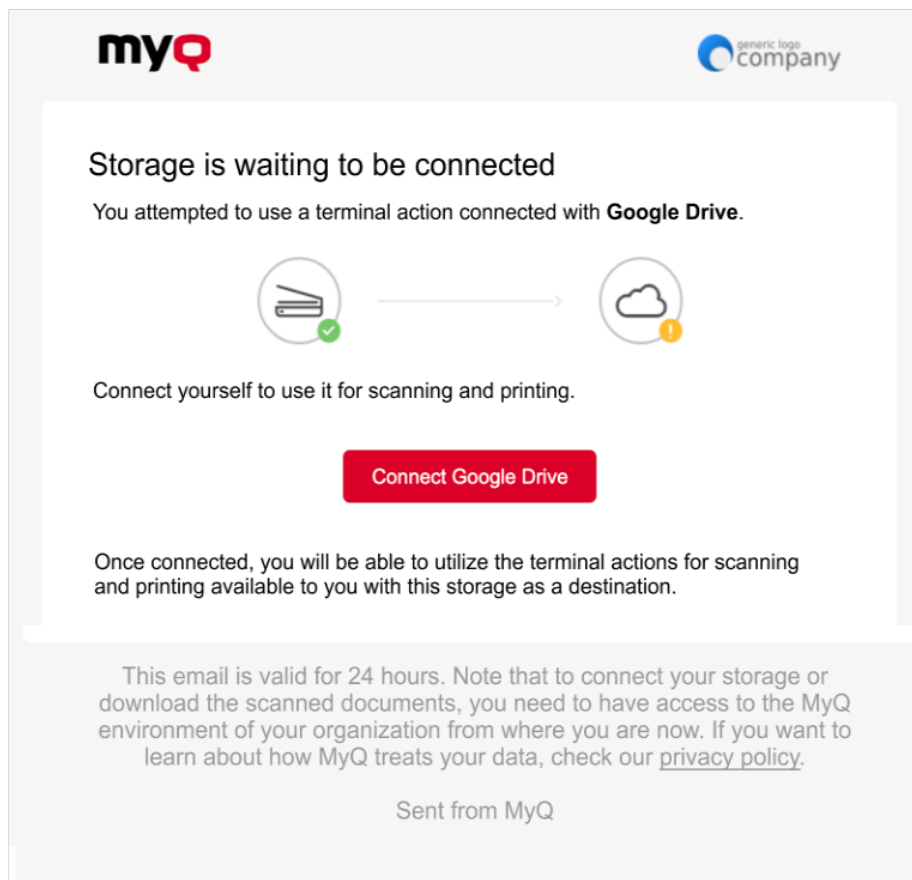 myQ
generic logo
company
Storage is waiting to be connected
You attempted to use a terminal action connected with Google Drive.
Connect yourself to use it for scanning and printing.
Connect Google Drive
Once connected, you will be able to utilize the terminal actions for scanning
and printing available to you with this storage as a destination.
This email is valid for 24 hours. Note that to connect your storage or
download the scanned documents, you need to have access to the MyQ
environment of your organization from where you are now. If you want to
learn about how MyQ treats your data, check our privacy policy.
Sent from MyQ